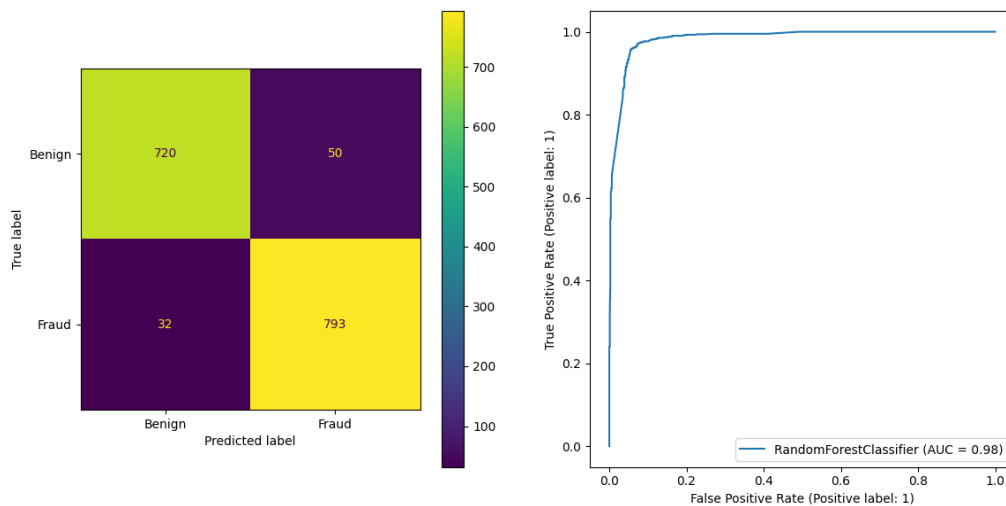 True label
Benign
Fraud
720
50
32
793
Benign
Fraud
Predicted label
700
600
500
400
300
200
100
True Positive Rate (Positive label: 1)
1.0
0.8
0.6
0.4
0.2
0.0
0.0
0.2
0.4
0.6
0.8
1.0
False Positive Rate (Positive label: 1)
RandomForestClassifier (AUC = 0.98)